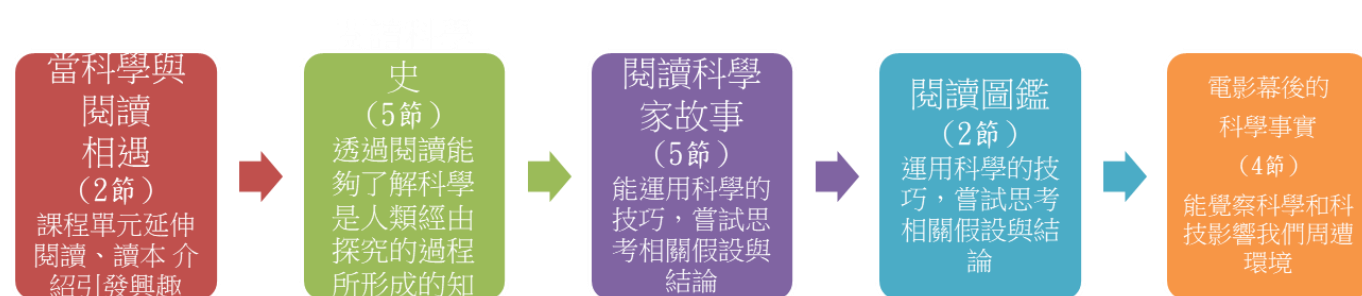 當科學與
閱讀
相遇
(2節)
課程單元延伸
閱讀、讀本 介
紹引發興趣
史
(5節)
透過閱讀能
夠了解科學
是人類經由
探究的過程
所形成的知
閱讀科學
家故事
(5節)
能運用科學的
技巧，嘗試思
考相關假設與
結論
閱讀圖鑑
(2節)
運用科學的技
巧，嘗試思考
相關假設與結
論
電影幕後的
科學事實
(4節)
能覺察科學和科
技影響我們周遭
環境